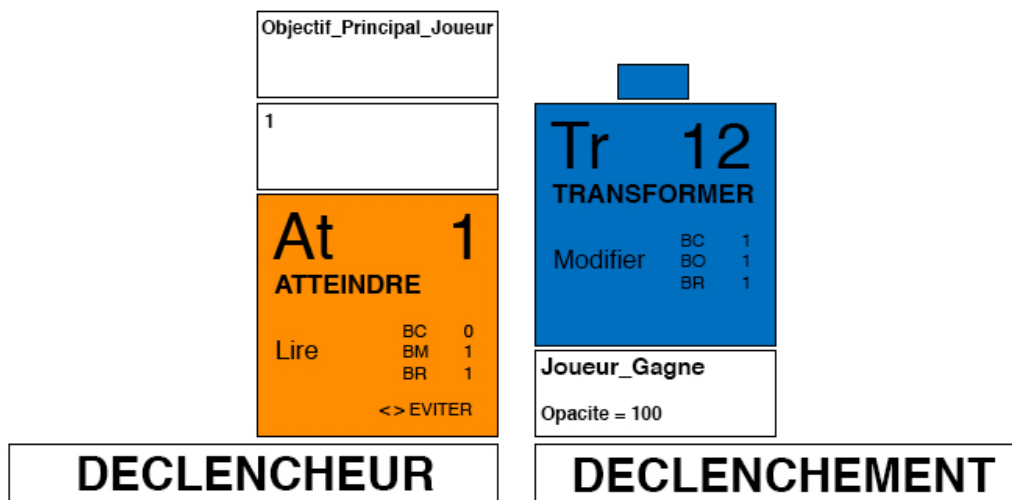 Objectif_Principal_Joueur
1
At 1
ATTEINDRE
Lire
BC 0
BM 1
BR 1
<> EVITER
DECLENCHEUR
Tr 12
TRANSFORMER
Modifier
BC 1
BO 1
BR 1
Joueur_Gagne
Opacite = 100
DECLENCHEMENT